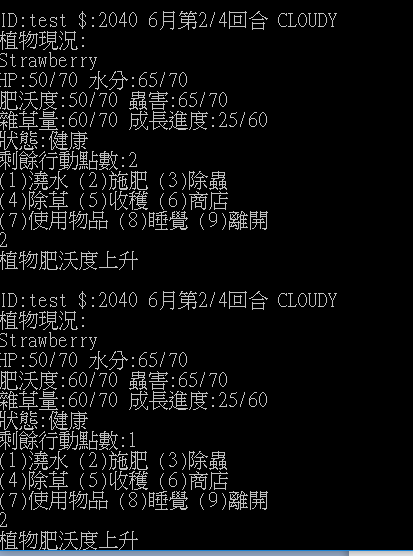 ID:test $:2040 6月第2/4回合 CLOUDY
植物現況:
Strawberry
HP:50/70 水分:65/70
肥沃度:50/70 蟲害:65/70
雜草量:60/70 成長進度:25/60
狀態:健康
剩餘行動點數:2
(1)澆水 (2)施肥 (3)除蟲
(4)除草 (5)收穫 (6)商店
(7)使用物品 (8)睡覺 (9)離開
2
植物肥沃度上升
ID:test $:2040 6月第2/4回合 CLOUDY
植物現況:
Strawberry
HP:50/70 水分:65/70
肥沃度:60/70 蟲害:65/70
雜草量:60/70 成長進度:25/60
狀態:健康
剩餘行動點數:1
(1)澆水 (2)施肥 (3)除蟲
(4)除草 (5)收穫 (6)商店
(7)使用物品 (8)睡覺 (9)離開
2
植物肥沃度上升